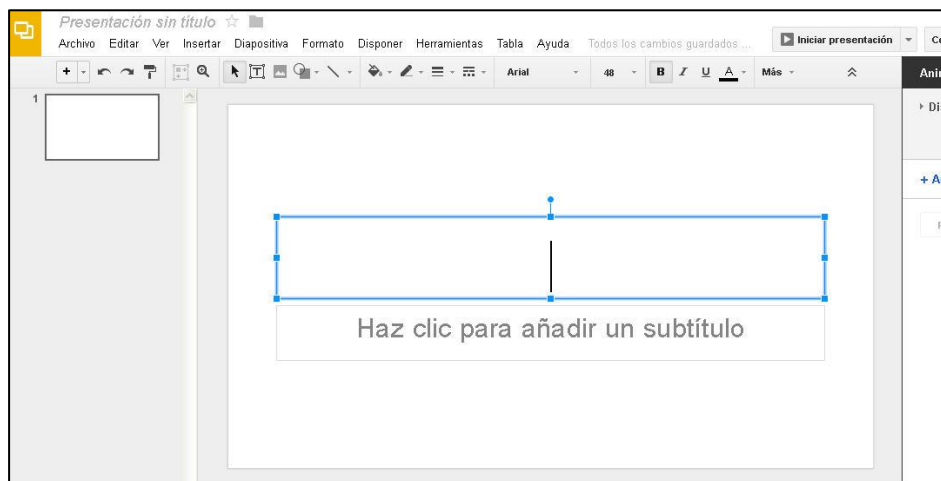 Presentación sin título
Archivo Editar Ver Insertar Diapositiva Formato Disponer Herramientas Tabla Ayuda Todos los cambios guardados ...
Iniciar presentación
Arial 48 B I U A Más
1
Haz clic para añadir un subtítulo